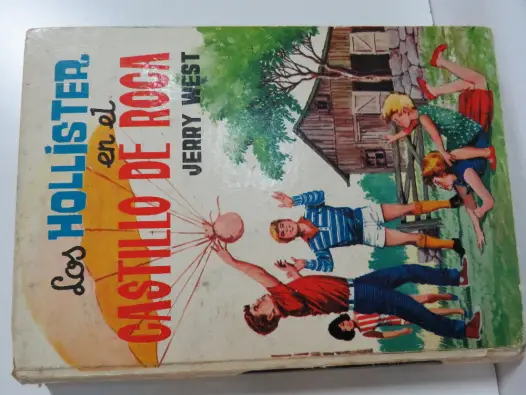 Los HOLLISTER
en el
CASTILLO DE ROCA
JERRY WEST